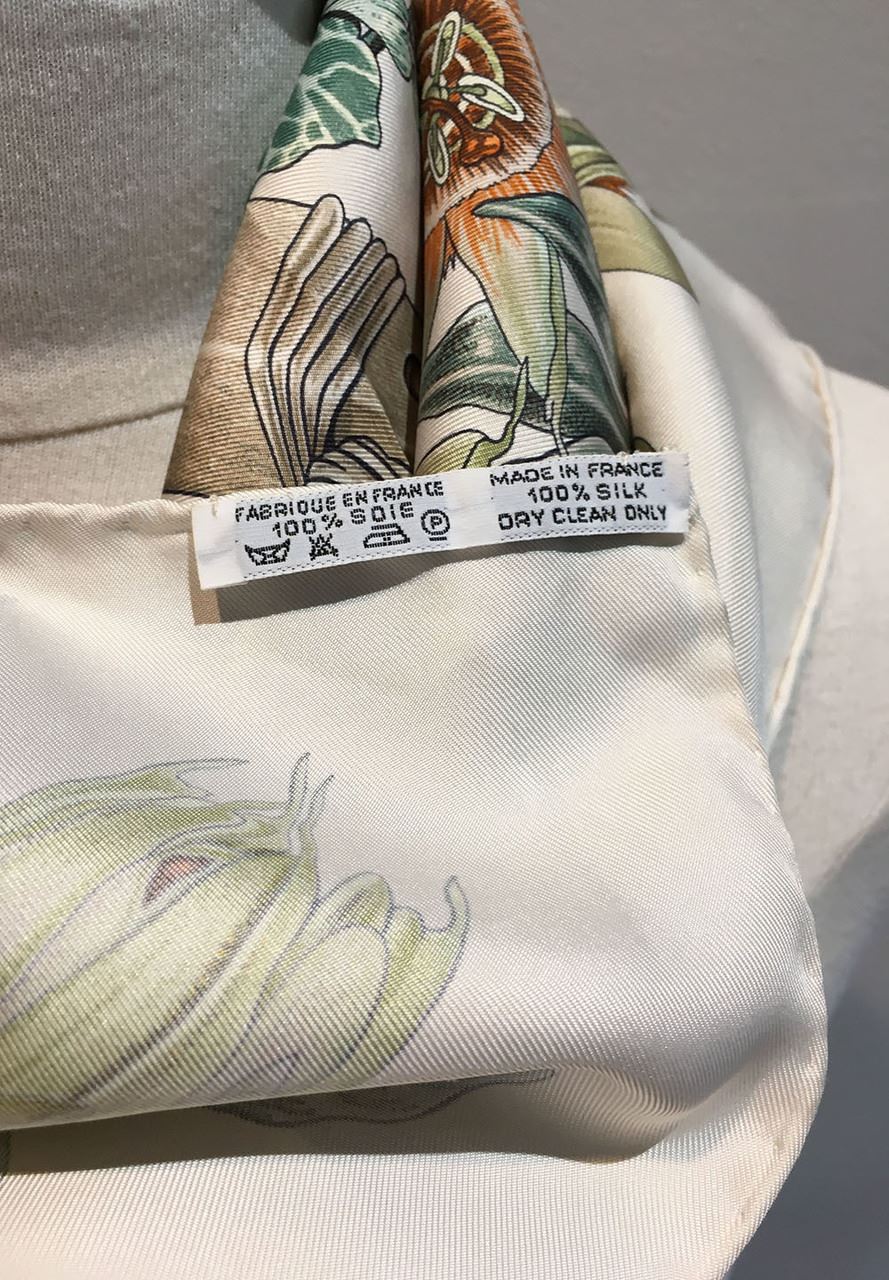 FABRIQUE EN FRANCE
100% SOIE
P
MADE IN FRANCE
100% SILK
DRY CLEAN ONLY